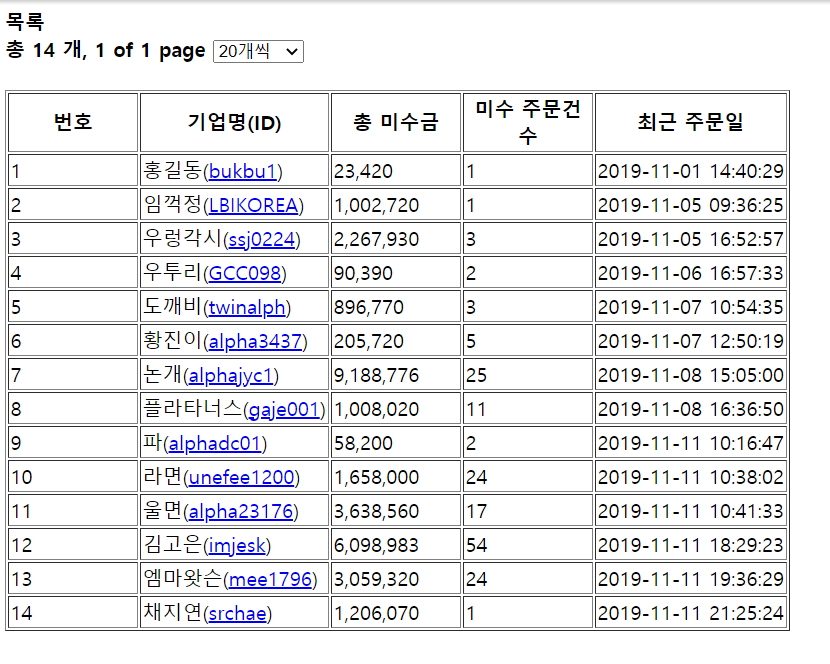 목록
총 14 개, 1 of 1 page 20개씩
번호 기업명(ID) 총 미수금 미수 주문건수 최근 주문일
1 홍길동(bukbu1) 23,420 1 2019-11-01 14:40:29
2 임꺽정(LBIKOREA) 1,002,720 1 2019-11-05 09:36:25
3 우렁각시(ssj0224) 2,267,930 3 2019-11-05 16:52:57
4 우투리(GCC098) 90,390 2 2019-11-06 16:57:33
5 도깨비(twinalph) 896,770 3 2019-11-07 10:54:35
6 황진이(alpha3437) 205,720 5 2019-11-07 12:50:19
7 논개(alphajyc1) 9,188,776 25 2019-11-08 15:05:00
8 플라타너스(gaje001) 1,008,020 11 2019-11-08 16:36:50
9 파(alphadc01) 58,200 2 2019-11-11 10:16:47
10 라면(unefee1200) 1,658,000 24 2019-11-11 10:38:02
11 울면(alpha23176) 3,638,560 17 2019-11-11 10:41:33
12 김고은(imjesk) 6,098,983 54 2019-11-11 18:29:23
13 엠마왓슨(mee1796) 3,059,320 24 2019-11-11 19:36:29
14 채지연(srchae) 1,206,070 1 2019-11-11 21:25:24